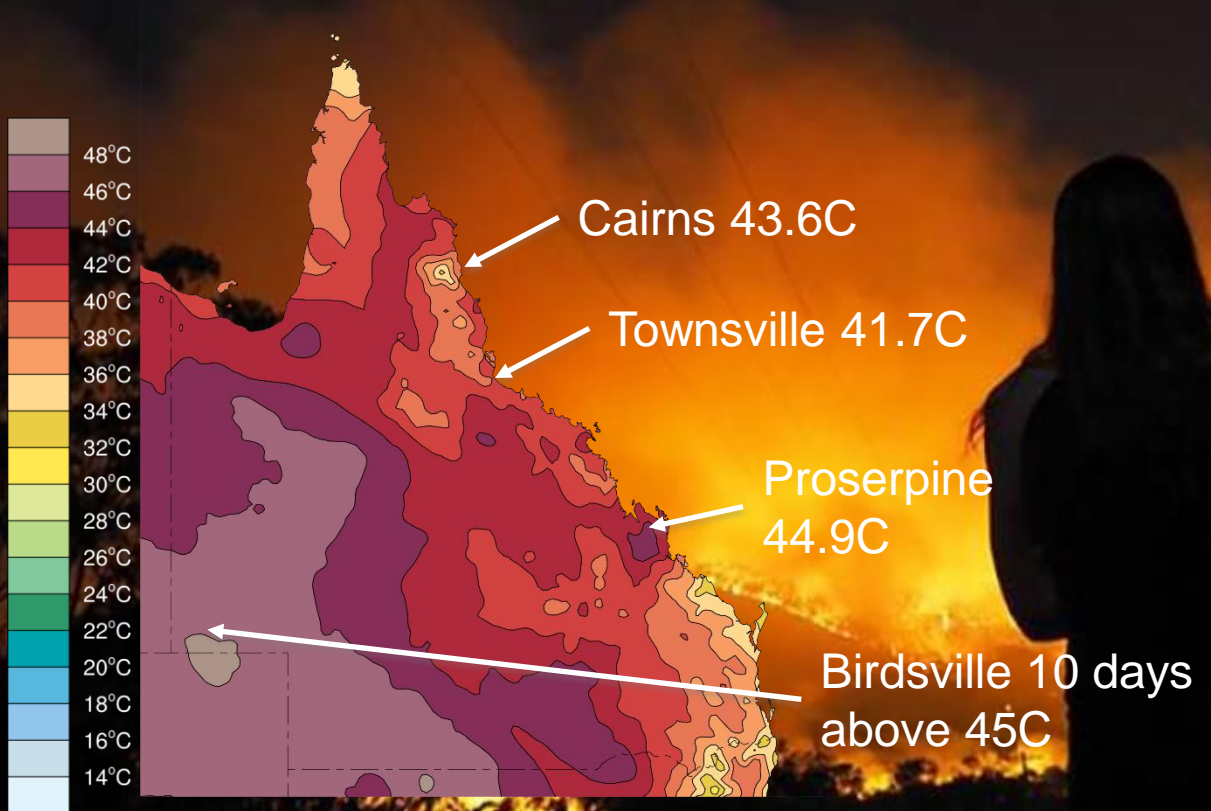 48°C
46°C
44°C
42°C
40°C
38°C
36°C
34°C
32°C
30°C
28°C
26°C
24°C
22°C
20°C
18°C
16°C
14°C
Cairns 43.6C
Townsville 41.7C
Proserpine
44.9C
Birdsville 10 days
above 45C